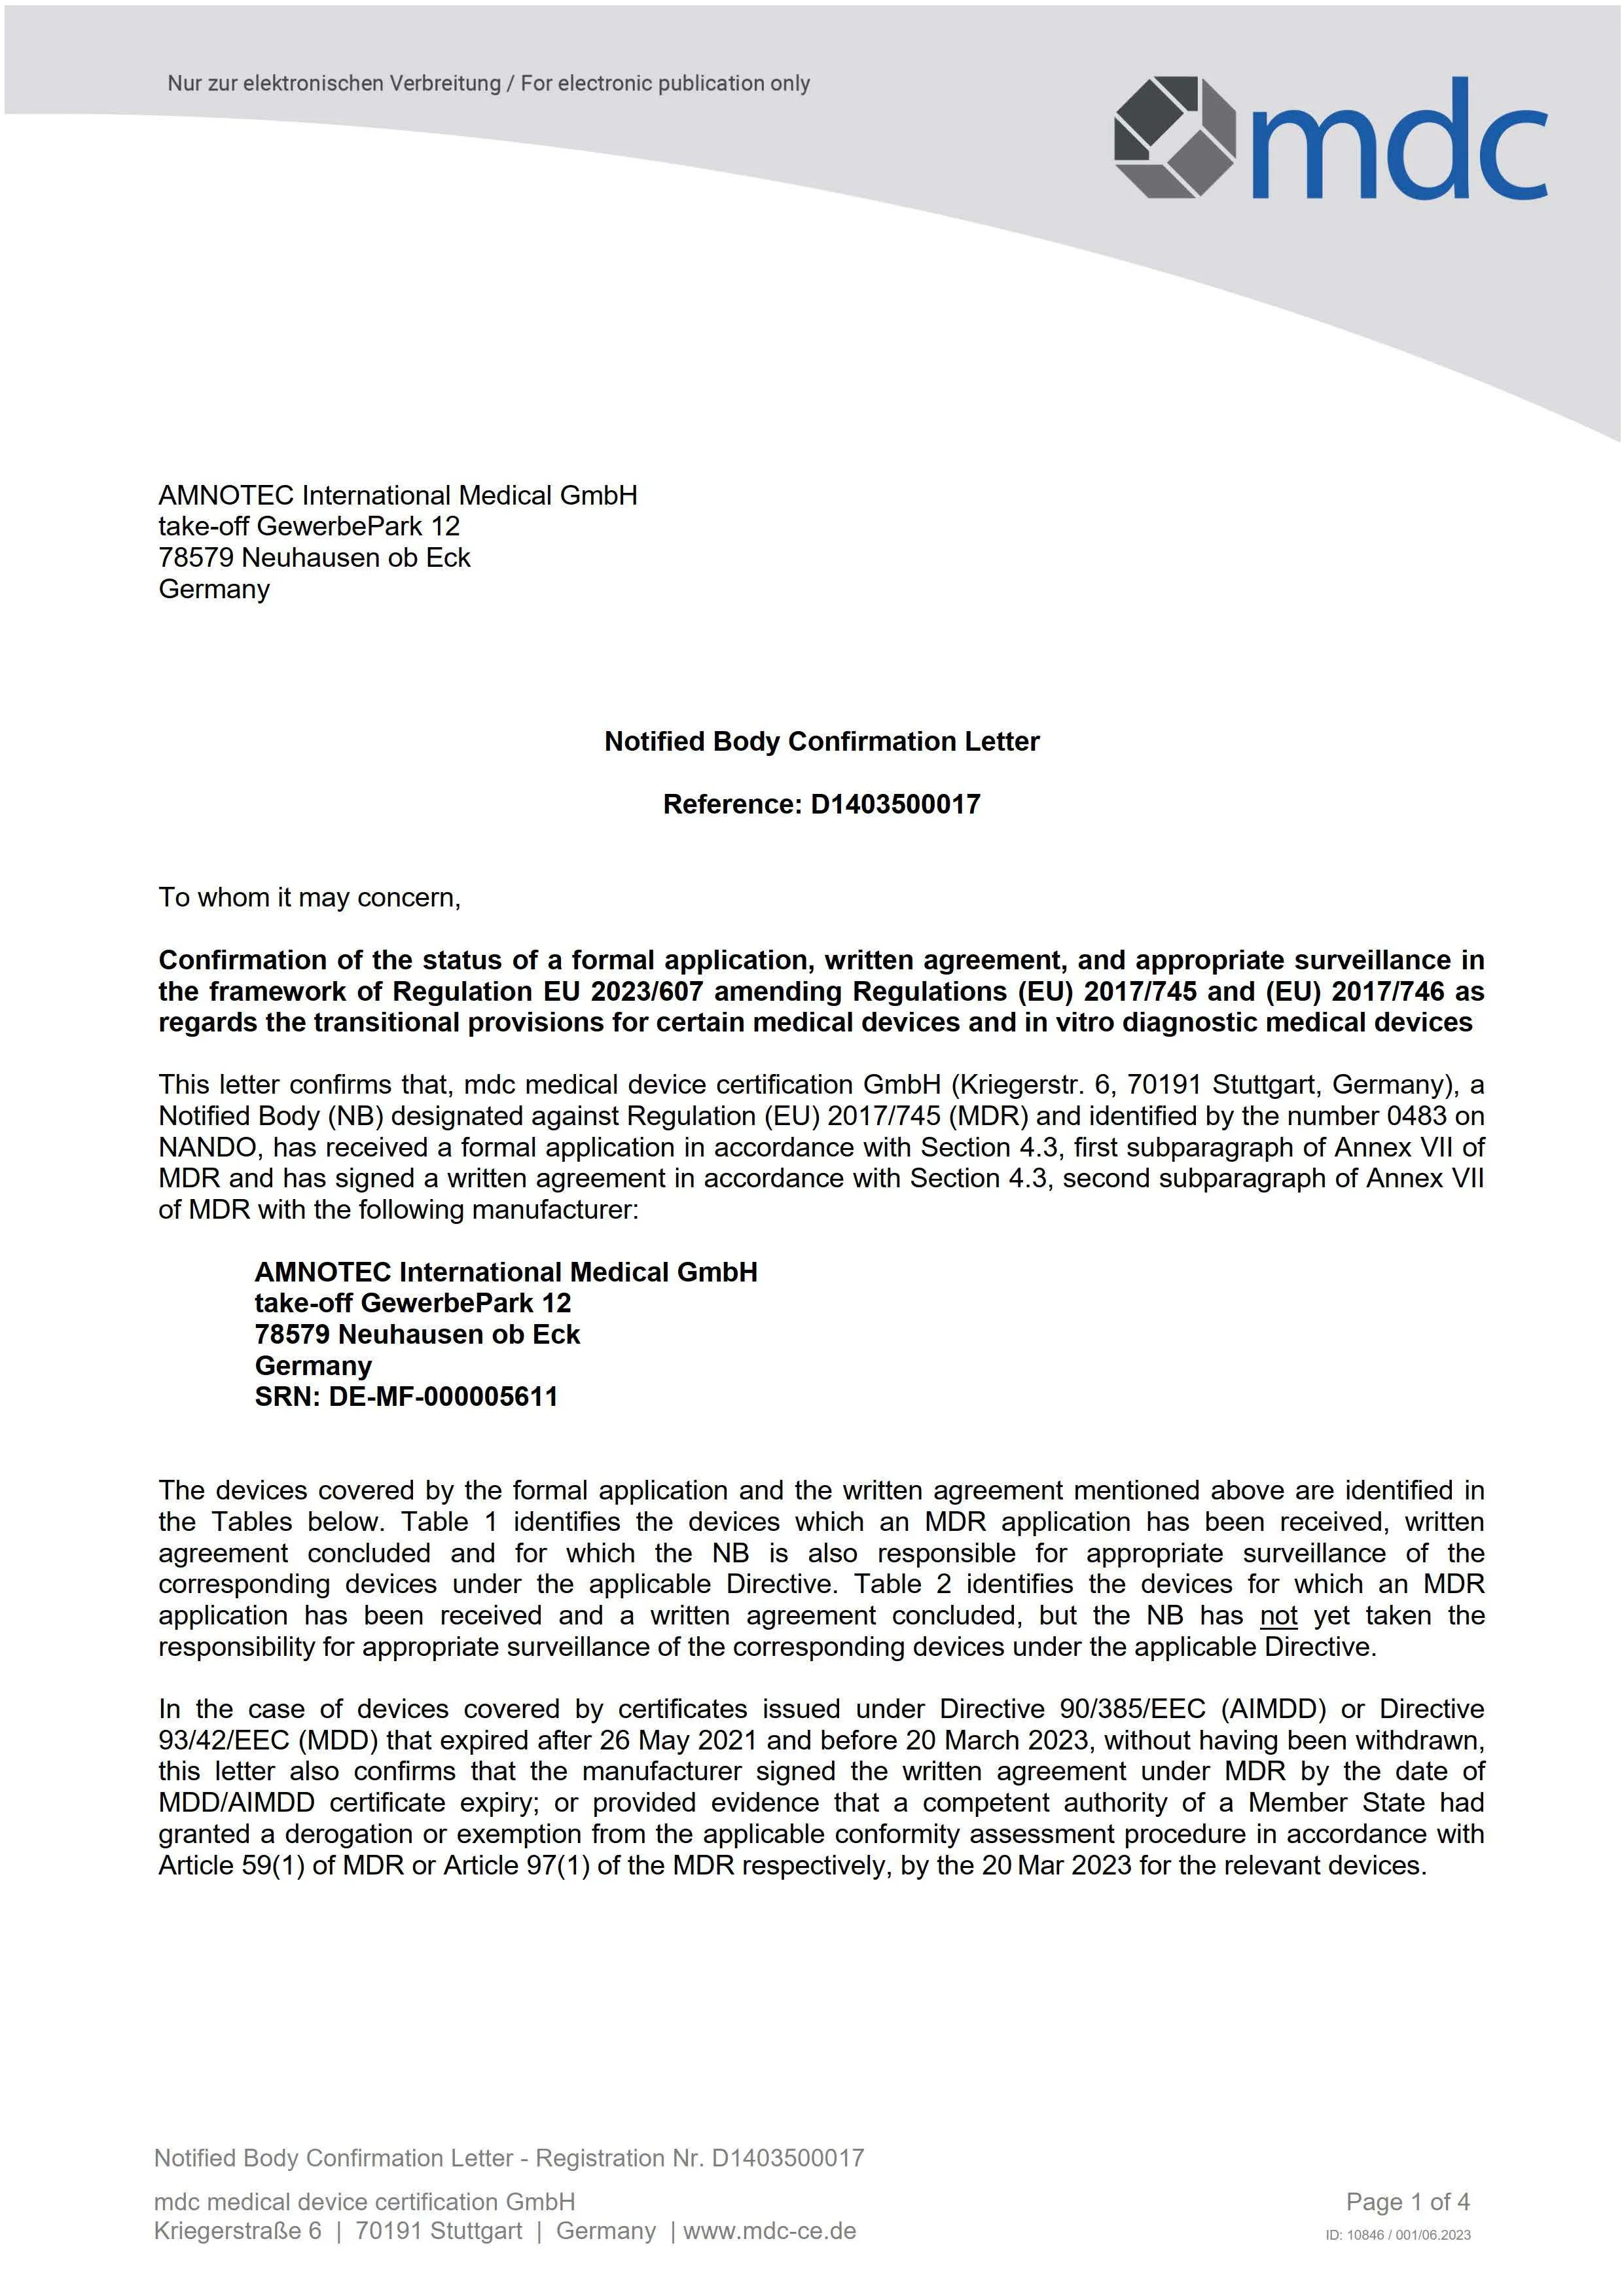 Nur zur elektronischen Verbreitung / For electronic publication only
mdc
AMNOTEC International Medical GmbH
take-off GewerbePark 12
78579 Neuhausen ob Eck
Germany
Notified Body Confirmation Letter
Reference: D1403500017
To whom it may concern,
Confirmation of the status of a formal application, written agreement, and appropriate surveillance in
the framework of Regulation EU 2023/607 amending Regulations (EU) 2017/745 and (EU) 2017/746 as
regards the transitional provisions for certain medical devices and in vitro diagnostic medical devices
This letter confirms that, mdc medical device certification GmbH (Kriegerstr. 6, 70191 Stuttgart, Germany), a
Notified Body (NB) designated against Regulation (EU) 2017/745 (MDR) and identified by the number 0483 on
NANDO, has received a formal application in accordance with Section 4.3, first subparagraph of Annex VII of
MDR and has signed a written agreement in accordance with Section 4.3, second subparagraph of Annex VII
of MDR with the following manufacturer:
AMNOTEC International Medical GmbH
take-off GewerbePark 12
78579 Neuhausen ob Eck
Germany
SRN: DE-MF-000005611
The devices covered by the formal application and the written agreement mentioned above are identified in
the Tables below. Table 1 identifies the devices which an MDR application has been received, written
agreement concluded and for which the NB is also responsible for appropriate surveillance of the
corresponding devices under the applicable Directive. Table 2 identifies the devices for which an MDR
application has been received and a written agreement concluded, but the NB has not yet taken the
responsibility for appropriate surveillance of the corresponding devices under the applicable Directive.
In the case of devices covered by certificates issued under Directive 90/385/EEC (AIMDD) or Directive
93/42/EEC (MDD) that expired after 26 May 2021 and before 20 March 2023, without having been withdrawn,
this letter also confirms that the manufacturer signed the written agreement under MDR by the date of
MDD/AIMDD certificate expiry; or provided evidence that a competent authority of a Member State had
granted a derogation or exemption from the applicable conformity assessment procedure in accordance with
Article 59(1) of MDR or Article 97(1) of the MDR respectively, by the 20 Mar 2023 for the relevant devices.
Notified Body Confirmation Letter - Registration Nr. D1403500017
mdc medical device certification GmbH
Kriegerstraße 6 | 70191 Stuttgart | Germany | www.mdc-ce.de
Page 1 of 4
ID: 10846 / 001/06.2023